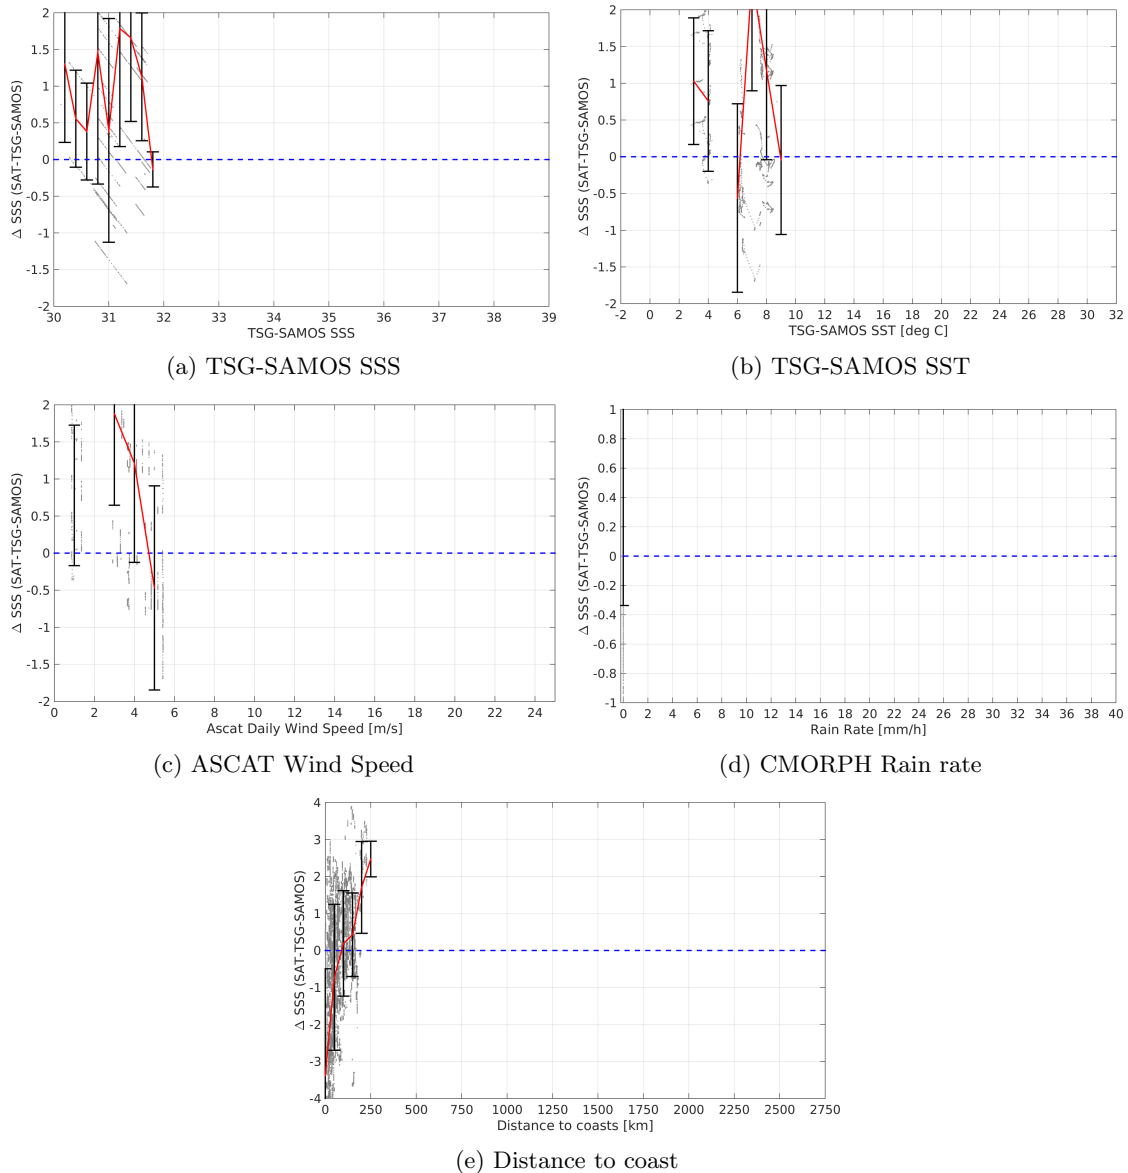 2
1.5
1
0.5
0
-0.5
-1
-1.5
-2
Δ SSS (SAT-TSG-SAMOS)
30 31 32 33 34 35 36 37 38 39
TSG-SAMOS SSS
(a) TSG-SAMOS SSS
2
1.5
1
0.5
0
-0.5
-1
-1.5
-2
Δ SSS (SAT-TSG-SAMOS)
-2 0 2 4 6 8 10 12 14 16 18 20 22 24 26 28 30 32
TSG-SAMOS SST [deg C]
(b) TSG-SAMOS SST
2
1.5
1
0.5
0
-0.5
-1
-1.5
-2
Δ SSS (SAT-TSG-SAMOS)
0 2 4 6 8 10 12 14 16 18 20 22 24
Ascat Daily Wind Speed [m/s]
(c) ASCAT Wind Speed
1
0.8
0.6
0.4
0.2
0
-0.2
-0.4
-0.6
-0.8
-1
Δ SSS (SAT-TSG-SAMOS)
0 2 4 6 8 10 12 14 16 18 20 22 24 26 28 30 32 34 36 38 40
Rain Rate [mm/h]
(d) CMORPH Rain rate
4
3
2
1
0
-1
-2
-3
-4
Δ SSS (SAT-TSG-SAMOS)
0 250 500 750 1000 1250 1500 1750 2000 2250 2500 2750
Distance to coasts [km]
(e) Distance to coast